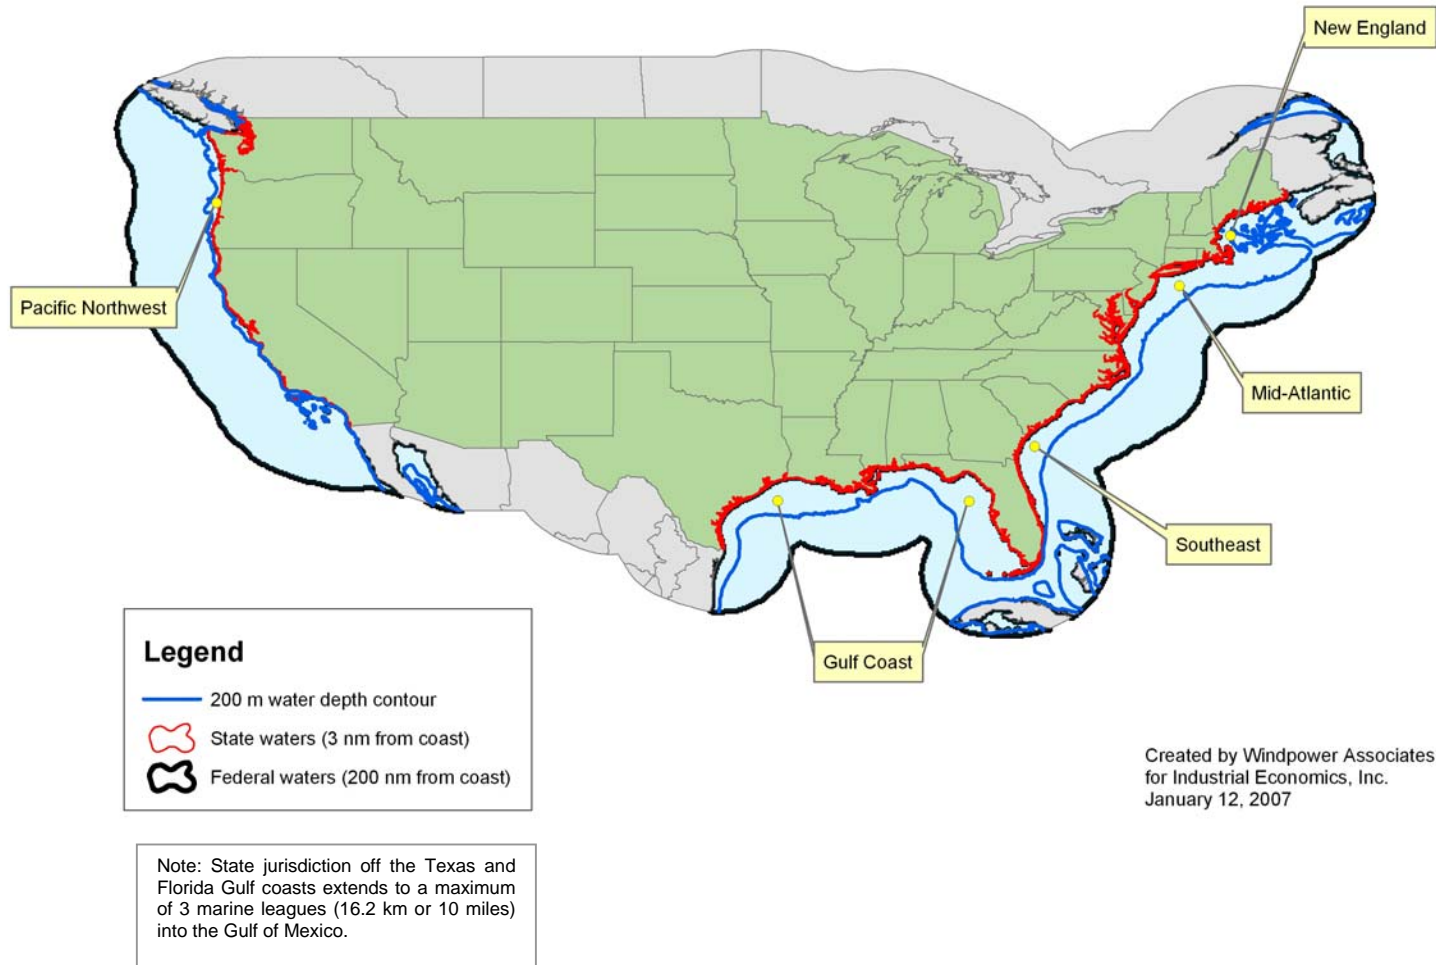 New England
Pacific Northwest
Mid-Atlantic
Southeast
Gulf Coast
Legend
200 m water depth contour
State waters (3 nm from coast)
Federal waters (200 nm from coast)
Created by Windpower Associates
for Industrial Economics, Inc.
January 12, 2007
Note: State jurisdiction off the Texas and
Florida Gulf coasts extends to a maximum
of 3 marine leagues (16.2 km or 10 miles)
into the Gulf of Mexico.